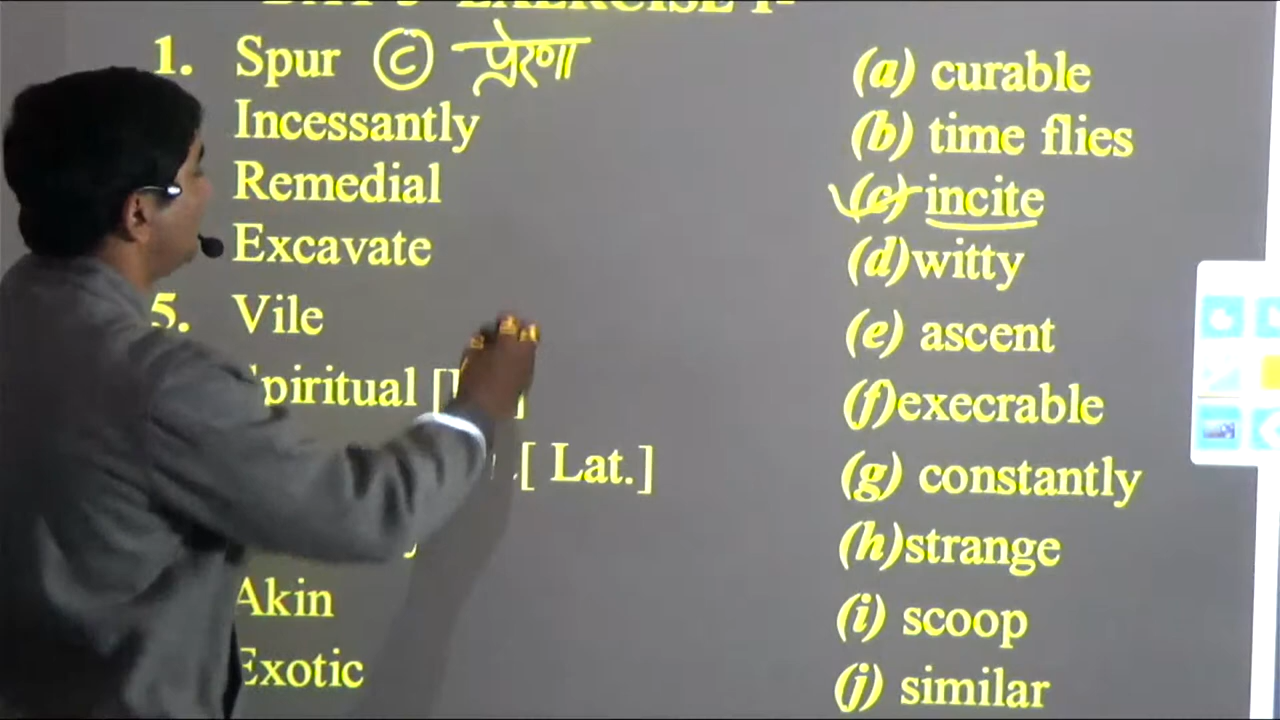 1. Spur (c) प्रेरणा
Incessantly
Remedial
Excavate
5. Vile
Spiritual [
[ Lat.]
Akin
Exotic
(a) curable
(b) time flies
(c) incite
(d)witty
(e) ascent
(f)execrable
(g) constantly
(h)strange
(i) scoop
(j) similar